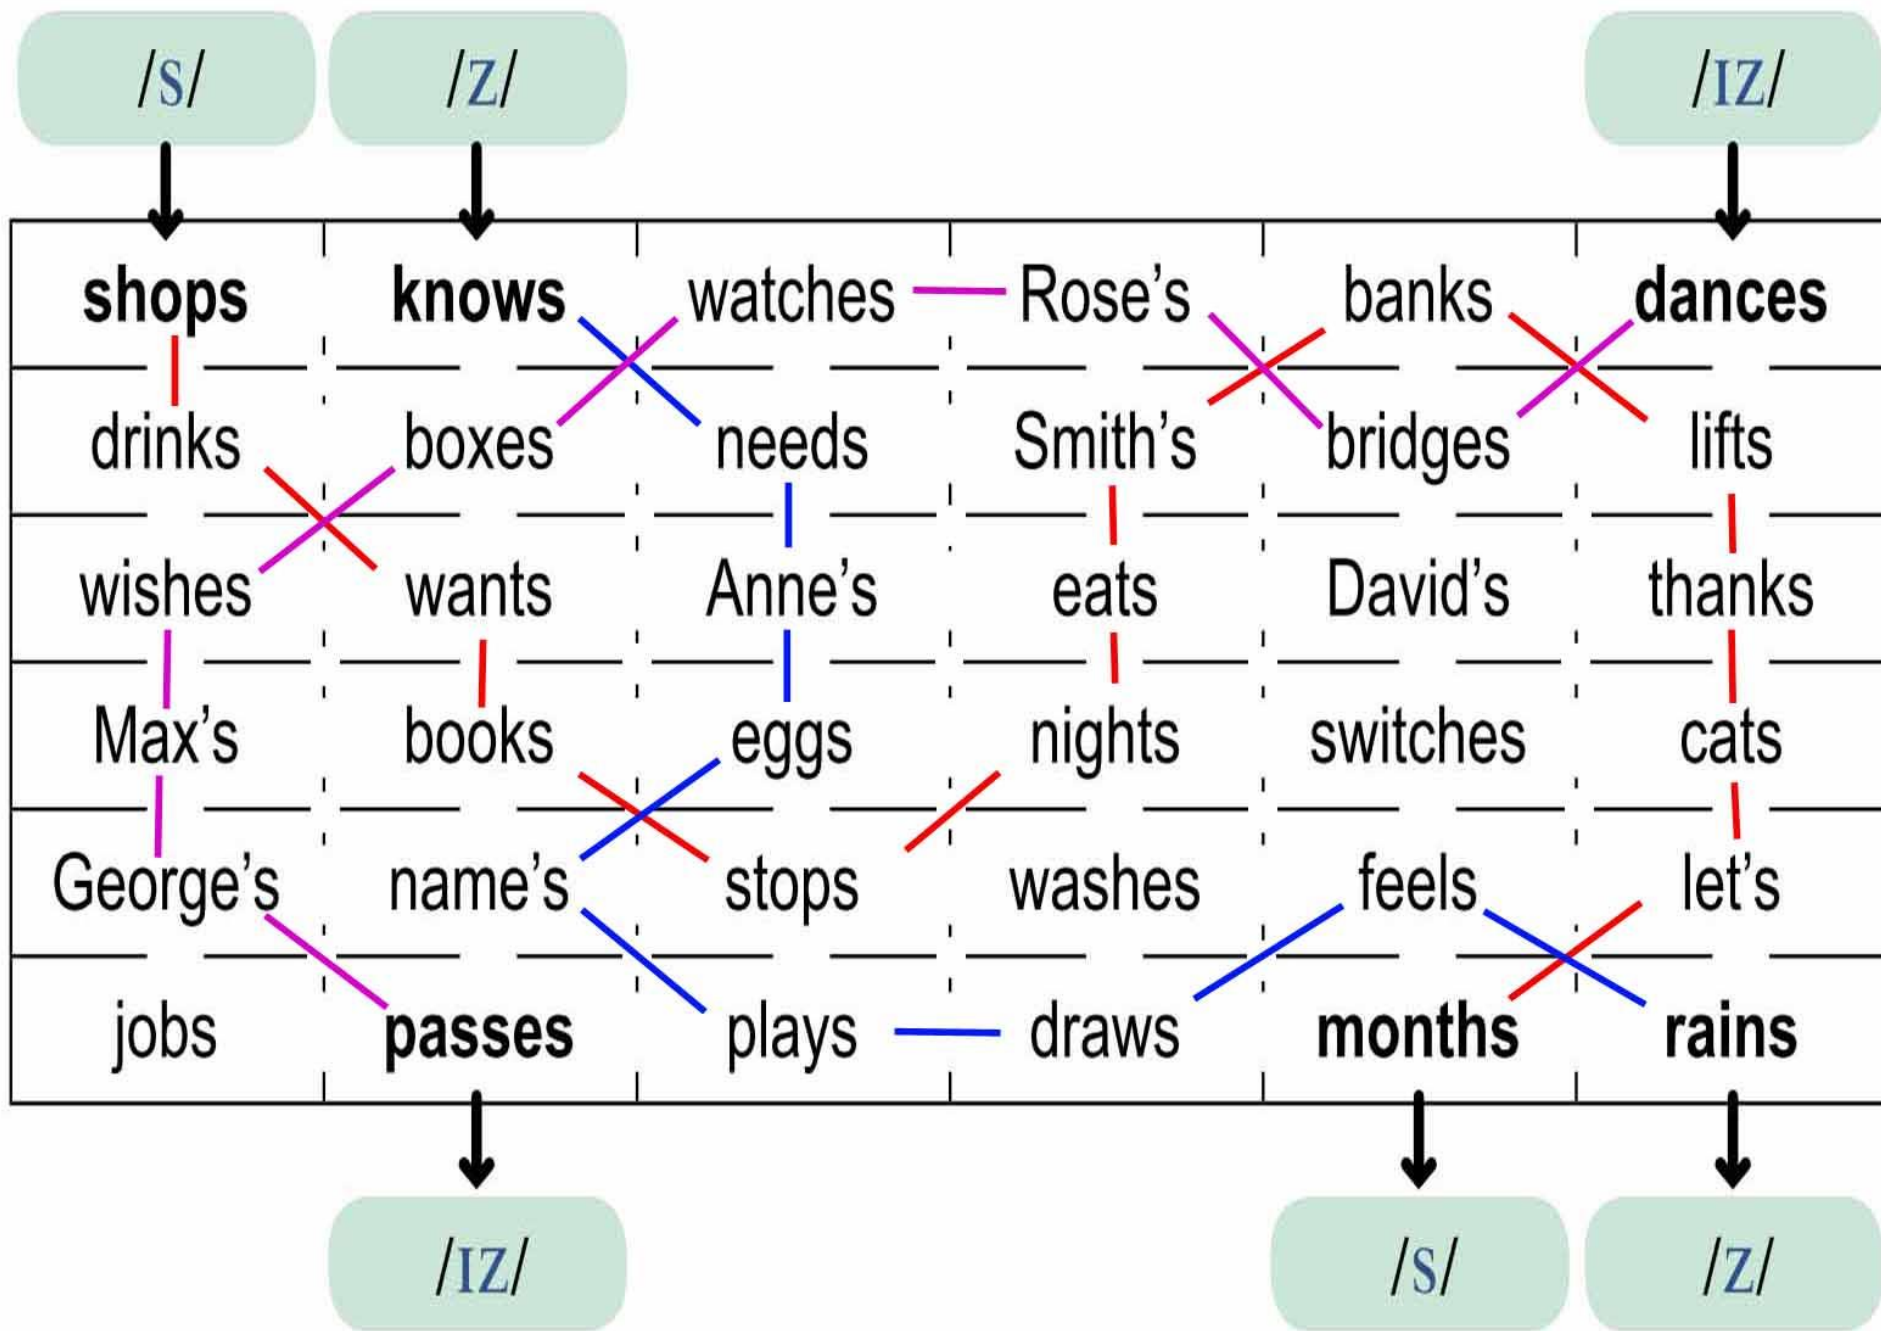 /s/ /z/ /ɪz/
shops knows watches Rose’s banks dances
drinks boxes needs Smith’s bridges lifts
wishes wants Anne’s eats David’s thanks
Max’s books eggs nights switches cats
George’s name’s stops washes feels let’s
jobs passes plays draws months rains
/ɪz/ /s/ /z/